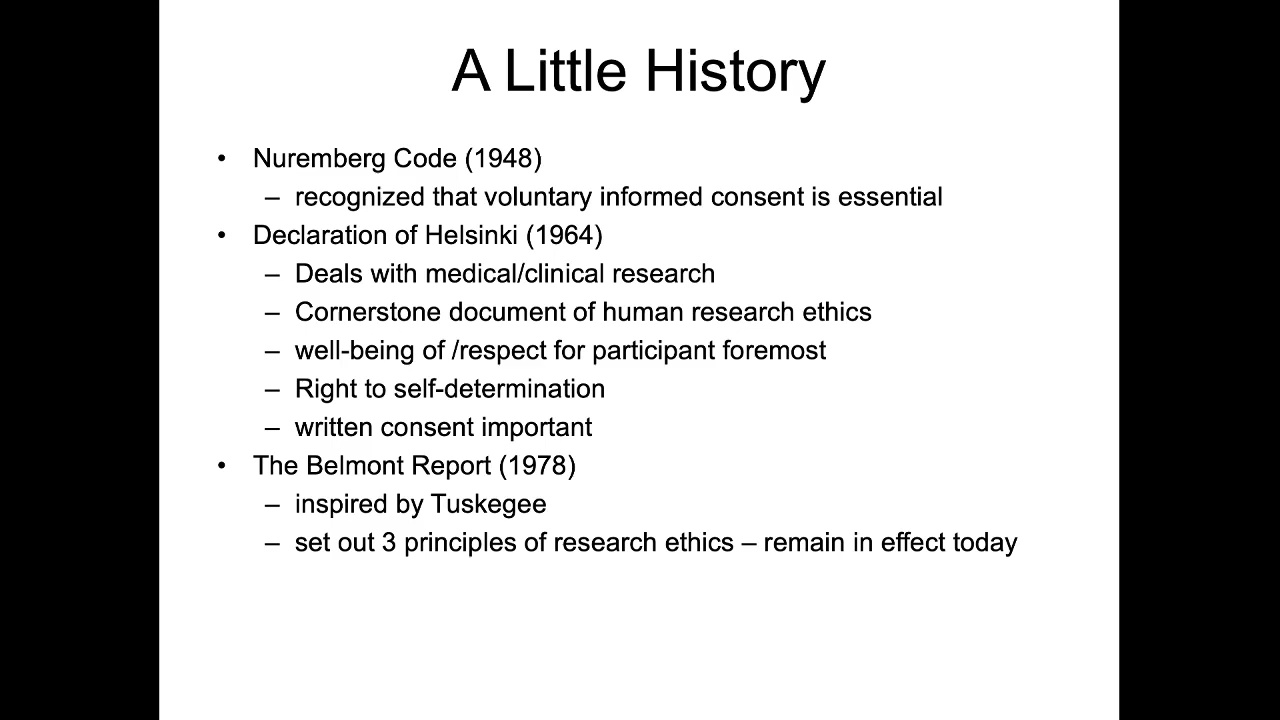 A Little History
• Nuremberg Code (1948)
– recognized that voluntary informed consent is essential
• Declaration of Helsinki (1964)
– Deals with medical/clinical research
– Cornerstone document of human research ethics
– well-being of /respect for participant foremost
– Right to self-determination
– written consent important
• The Belmont Report (1978)
– inspired by Tuskegee
– set out 3 principles of research ethics – remain in effect today